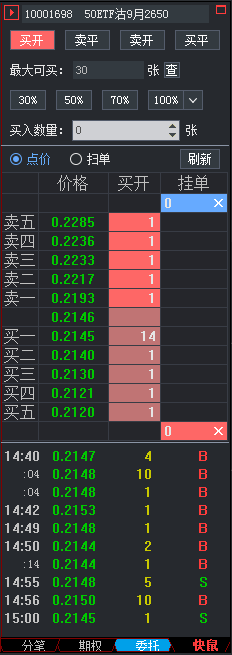 10001698 50ETF沽9月2650
买开 卖平 卖开 买平
最大可买: 30 张 查
30% 50% 70% 100%
买入数量: 0 张
点价 扫单 刷新
价格 买开 挂单
0 ×
卖五 0.2285 1
卖四 0.2236 1
卖三 0.2233 1
卖二 0.2217 1
卖一 0.2193 1
0.2146
买一 0.2145 14
买二 0.2140 1
买三 0.2130 1
买四 0.2121 1
买五 0.2120 1
0 ×
14:40 0.2147 4 B
:04 0.2148 10 B
:04 0.2148 1 B
14:42 0.2153 1 B
14:49 0.2148 1 B
14:50 0.2144 2 B
:14 0.2144 1 B
14:55 0.2148 5 S
14:56 0.2150 10 B
15:00 0.2145 1 S
分笔 期权 委托 快鼠